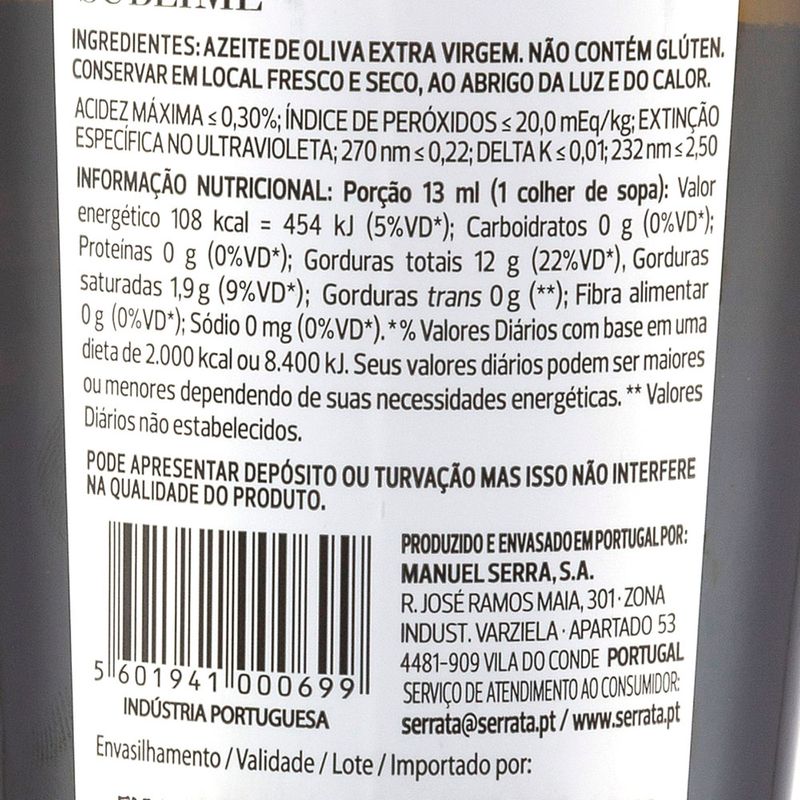 SUBLIME
INGREDIENTES: AZEITE DE OLIVA EXTRA VIRGEM. NÃO CONTÉM GLÚTEN.
CONSERVAR EM LOCAL FRESCO E SECO, AO ABRIGO DA LUZ E DO CALOR.
ACIDEZ MÁXIMA ≤ 0,30%; ÍNDICE DE PERÓXIDOS ≤ 20,0 mEq/kg; EXTINÇÃO
ESPECÍFICA NO ULTRAVIOLETA; 270 nm ≤ 0,22; DELTA K ≤ 0,01; 232 nm ≤ 2,50
INFORMAÇÃO NUTRICIONAL: Porção 13 ml (1 colher de sopa): Valor
energético 108 kcal = 454 kJ (5%VD*); Carboidratos 0 g (0%VD*);
Proteínas 0 g (0%VD*); Gorduras totais 12 g (22%VD*), Gorduras
saturadas 1,9 g (9%VD*); Gorduras trans 0 g (**); Fibra alimentar
0 g (0%VD*); Sódio 0 mg (0%VD*). *% Valores Diários com base em uma
dieta de 2.000 kcal ou 8.400 kJ. Seus valores diários podem ser maiores
ou menores dependendo de suas necessidades energéticas. ** Valores
Diários não estabelecidos.
PODE APRESENTAR DEPÓSITO OU TURVAÇÃO MAS ISSO NÃO INTERFERE
NA QUALIDADE DO PRODUTO.
5 601941 000699
INDÚSTRIA PORTUGUESA
PRODUZIDO E ENVASADO EM PORTUGAL POR:
MANUEL SERRA, S.A.
R. JOSÉ RAMOS MAIA, 301 · ZONA
INDUST. VARZIELA · APARTADO 53
4481-909 VILA DO CONDE PORTUGAL
SERVIÇO DE ATENDIMENTO AO CONSUMIDOR:
serrata@serrata.pt / www.serrata.pt
Envasilhamento / Validade / Lote / Importado por: